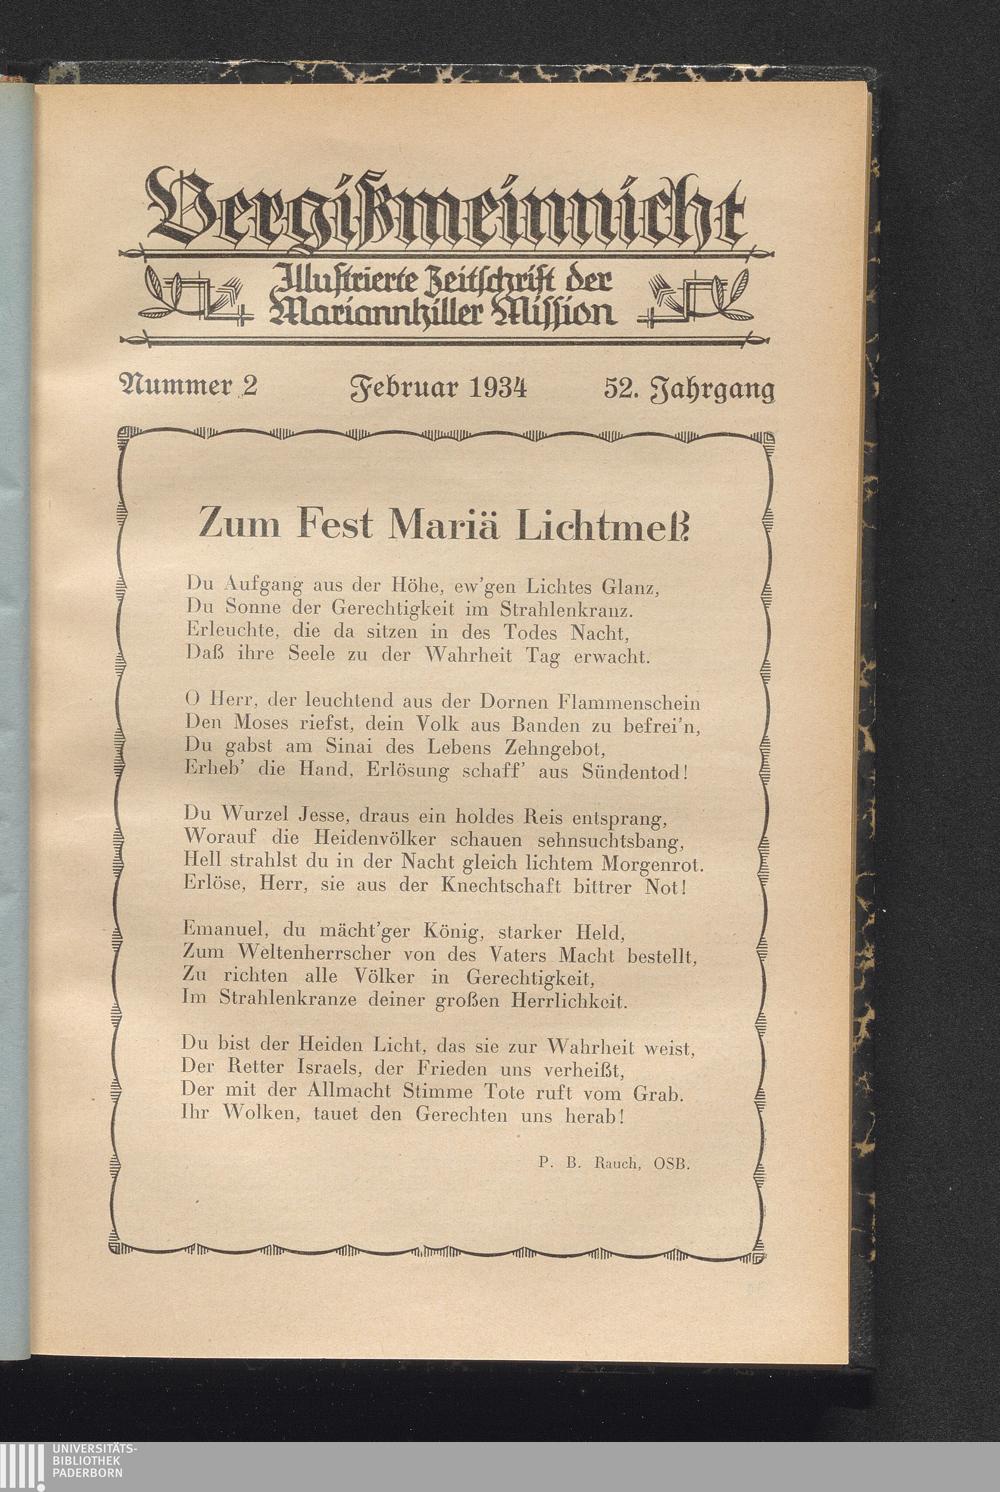 Vergißmeinnicht
Illustrierte Zeitschrift der
Mariannhiller Mission
Nummer 2 Februar 1934 52. Jahrgang
Zum Fest Mariä Lichtmeß
Du Aufgang aus der Höhe, ew'gen Lichtes Glanz,
Du Sonne der Gerechtigkeit im Strahlenkranz.
Erleuchte, die da sitzen in des Todes Nacht,
Daß ihre Seele zu der Wahrheit Tag erwacht.
O Herr, der leuchtend aus der Dornen Flammenschein
Den Moses riefst, dein Volk aus Banden zu befrei'n,
Du gabst am Sinai des Lebens Zehngebot,
Erheb' die Hand, Erlösung schaff' aus Sündentod!
Du Wurzel Jesse, draus ein holdes Reis entsprang,
Worauf die Heidenvölker schauen sehnsuchtsbang,
Hell strahlst du in der Nacht gleich lichtem Morgenrot.
Erlöse, Herr, sie aus der Knechtschaft bittrer Not!
Emanuel, du mächt'ger König, starker Held,
Zum Weltenherrscher von des Vaters Macht bestellt,
Zu richten alle Völker in Gerechtigkeit,
Im Strahlenkranze deiner großen Herrlichkeit.
Du bist der Heiden Licht, das sie zur Wahrheit weist,
Der Retter Israels, der Frieden uns verheißt,
Der mit der Allmacht Stimme Tote ruft vom Grab.
Ihr Wolken, tauet den Gerechten uns herab!
P. B. Rauch, OSB.
UNIVERSITÄTS-
BIBLIOTHEK
PADERBORN